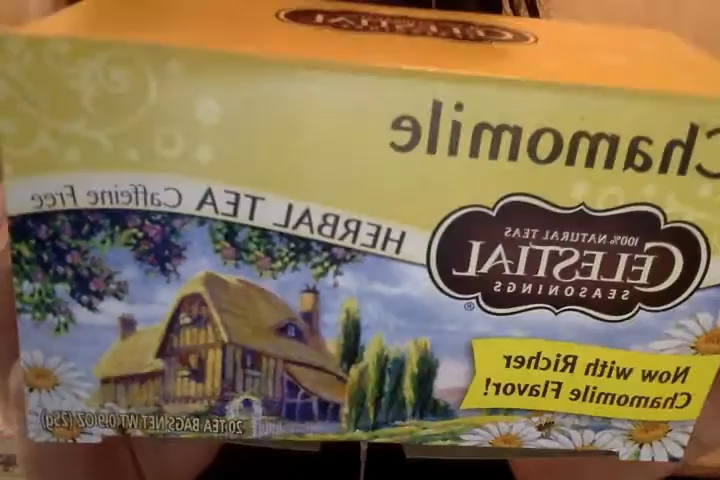 CELESTIAL
Chamomile
HERBAL TEA Caffeine Free
100% NATURAL TEAS
CELESTIAL
SEASONINGS
®
Now with Richer
Chamomile Flavor!
20 TEA BAGS NET WT 0.9 OZ (25g)